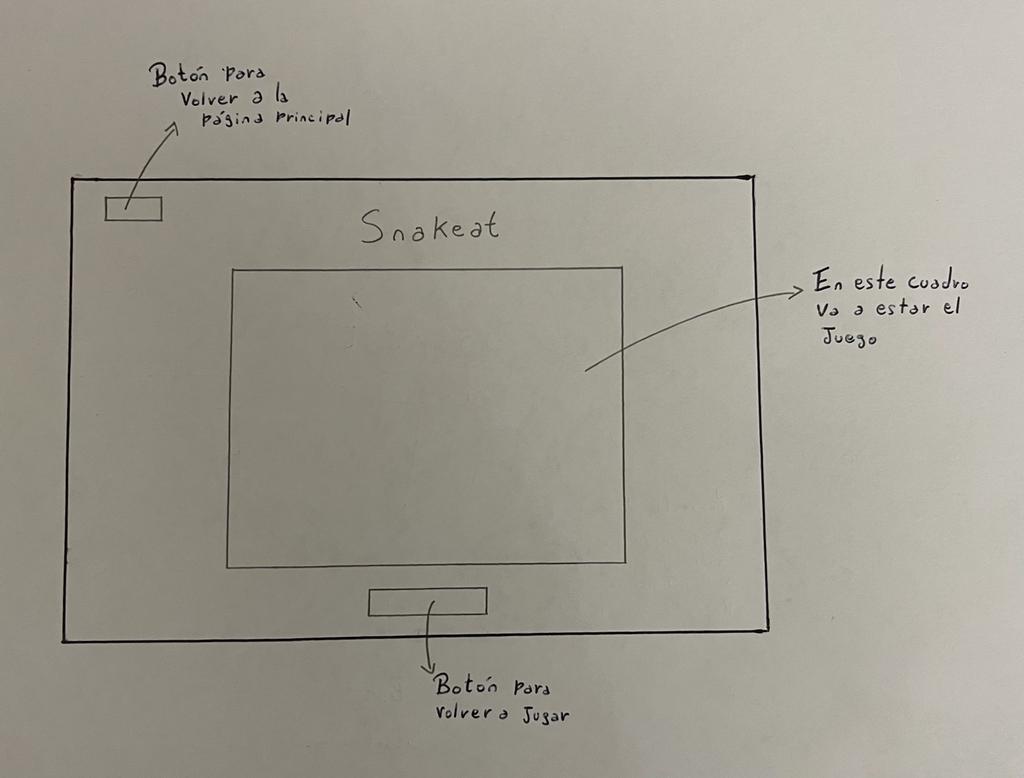 Botón para
Volver a la
página principal
Snakeat
En este cuadro
va a estar el
Juego
Botón para
volver a Jugar